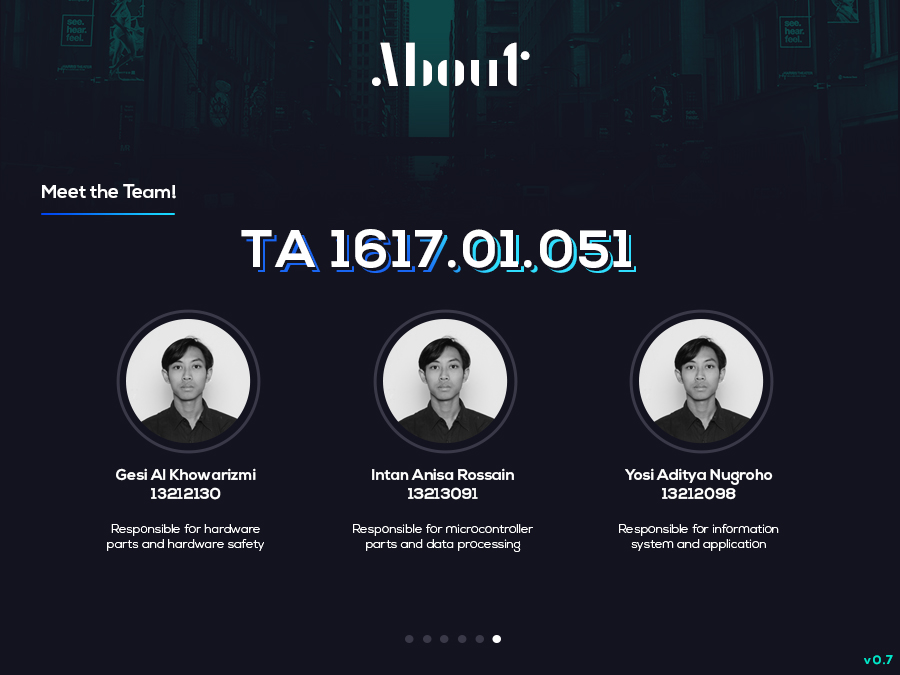 see.
hear.
feel.
see.
hear.
feel.
About
Meet the Team!
TA 1617.01.051
Gesi Al Khowarizmi
13212130
Responsible for hardware
parts and hardware safety
Intan Anisa Rossain
13213091
Responsible for microcontroller
parts and data processing
Yosi Aditya Nugroho
13212098
Responsible for information
system and application
v0.7